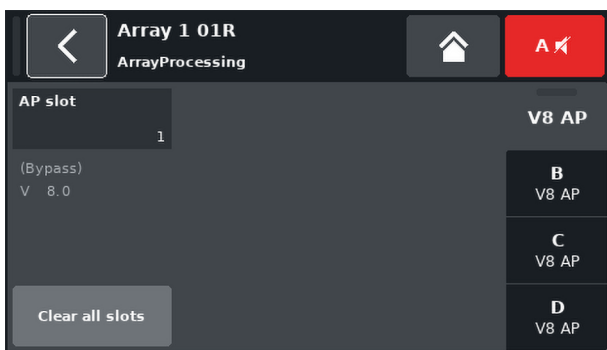 Array 1 01R
ArrayProcessing
A
AP slot
1
V8 AP
(Bypass)
V 8.0
B
V8 AP
C
V8 AP
Clear all slots
D
V8 AP